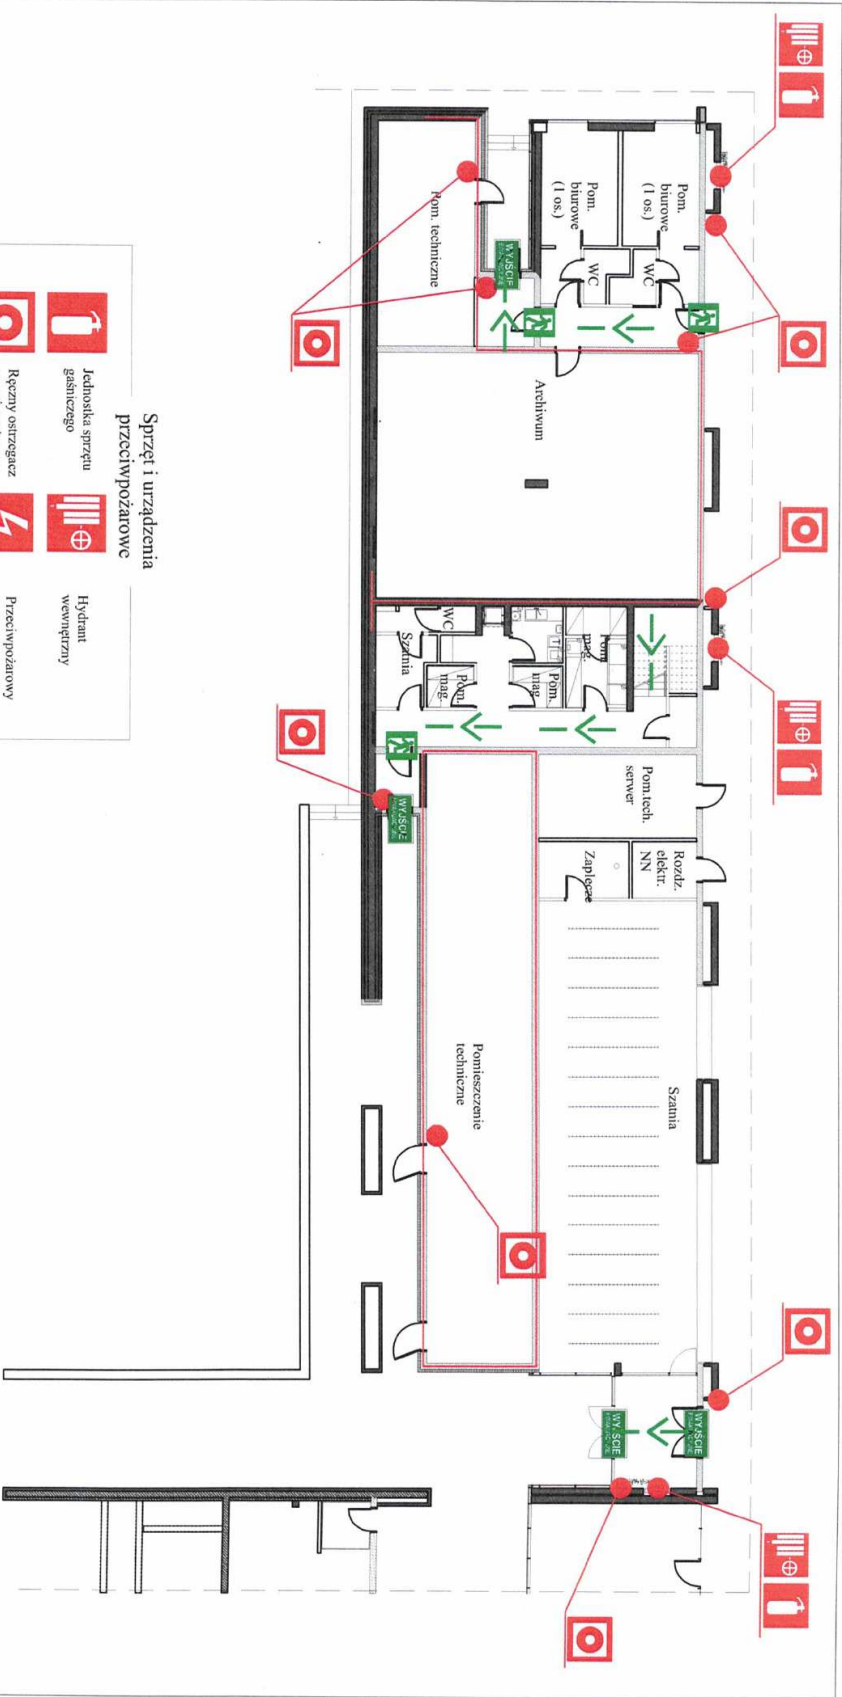 Pom.
biurowe
(1 os.)
Pom.
biurowe
(1 os.)
WC
WC
Pom. techniczne
WYJŚCIE
Archiwum
WC
Szatnia
Pom.
mag.
Pom.
mag.
Pom.
mag.
WYJŚCIE
Pom.tech.
serwer
Rozdz.
elektr.
NN
Zaplecze
Szatnia
Pomieszczenie
techniczne
WYJŚCIE
WYJŚCIE
Sprzęt i urządzenia
przeciwpożarowe
Jednostka sprzętu
gaśniczego
Hydrant
wewnętrzny
Ręczny ostrzegacz
Przeciwpożarowy